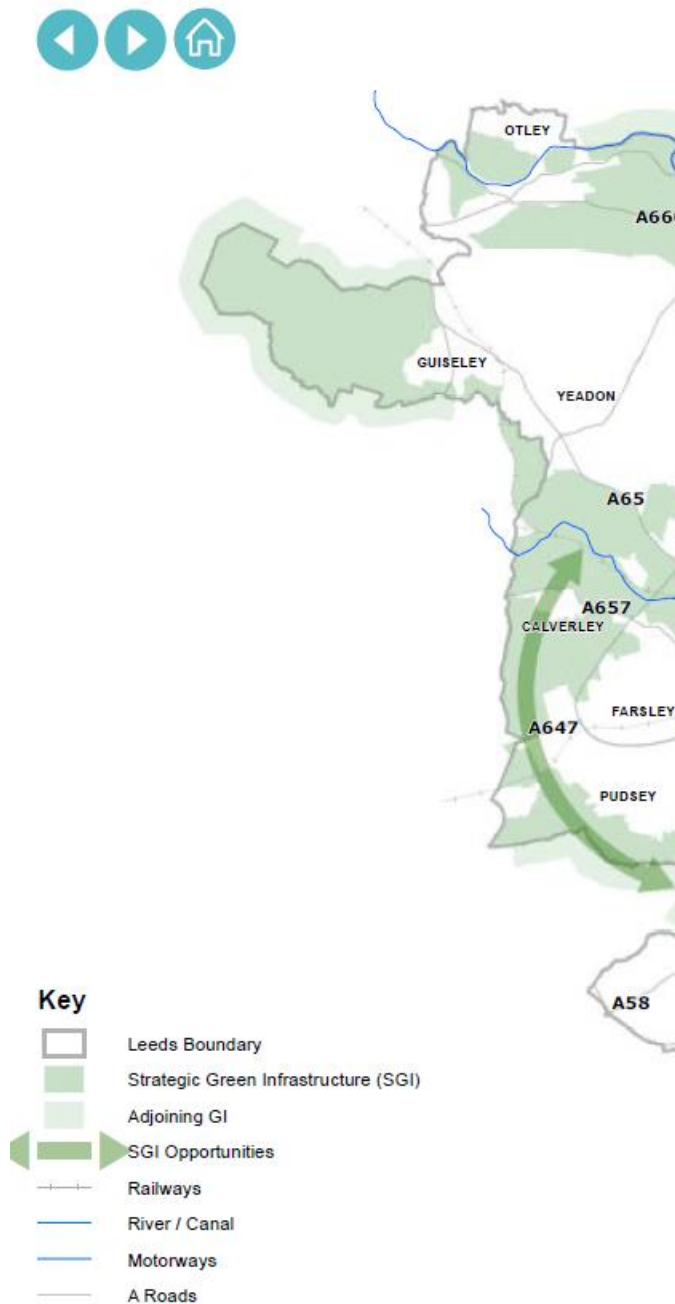 OTLEY
A660
GUISELEY
YEADON
A65
A657
CALVERLEY
FARSLEY
A647
PUDSEY
A58
Key
Leeds Boundary
Strategic Green Infrastructure (SGI)
Adjoining GI
SGI Opportunities
Railways
River / Canal
Motorways
A Roads